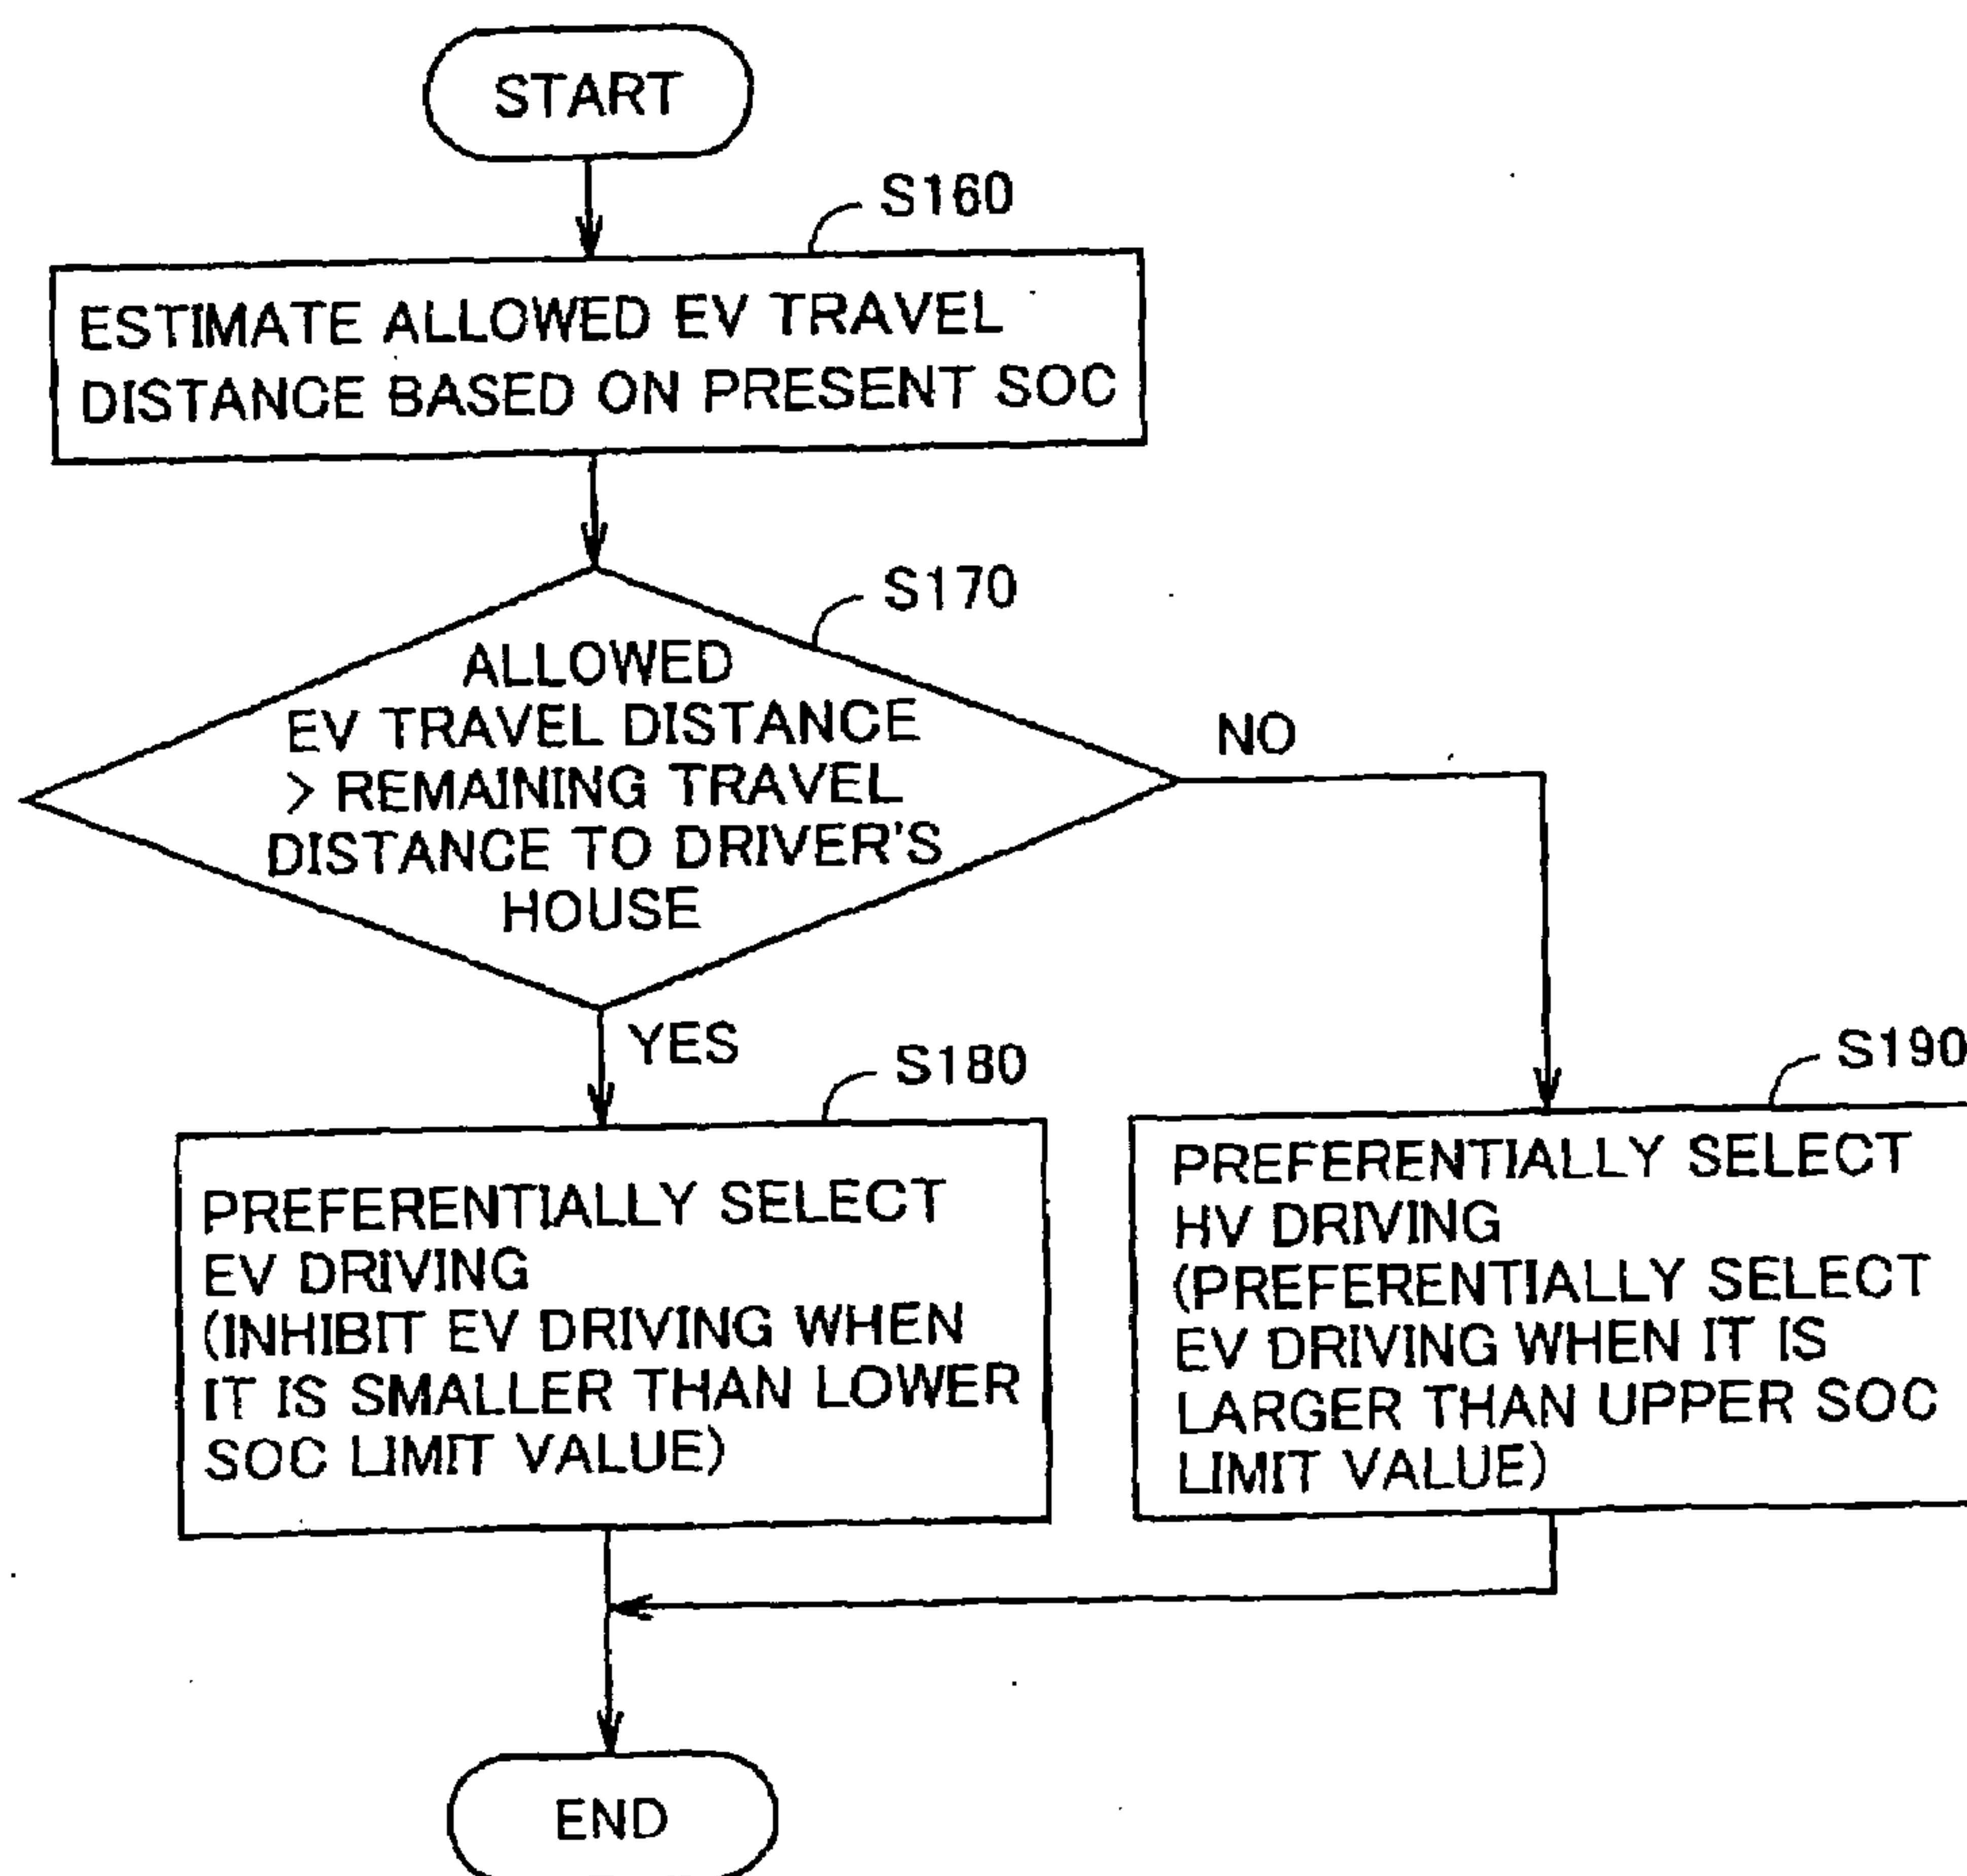 START
S160
ESTIMATE ALLOWED EV TRAVEL
DISTANCE BASED ON PRESENT SOC
S170
ALLOWED
EV TRAVEL DISTANCE
> REMAINING TRAVEL
DISTANCE TO DRIVER'S
HOUSE
NO
YES
S180
PREFERENTIALLY SELECT
EV DRIVING
(INHIBIT EV DRIVING WHEN
IT IS SMALLER THAN LOWER
SOC LIMIT VALUE)
S190
PREFERENTIALLY SELECT
HV DRIVING
(PREFERENTIALLY SELECT
EV DRIVING WHEN IT IS
LARGER THAN UPPER SOC
LIMIT VALUE)
END